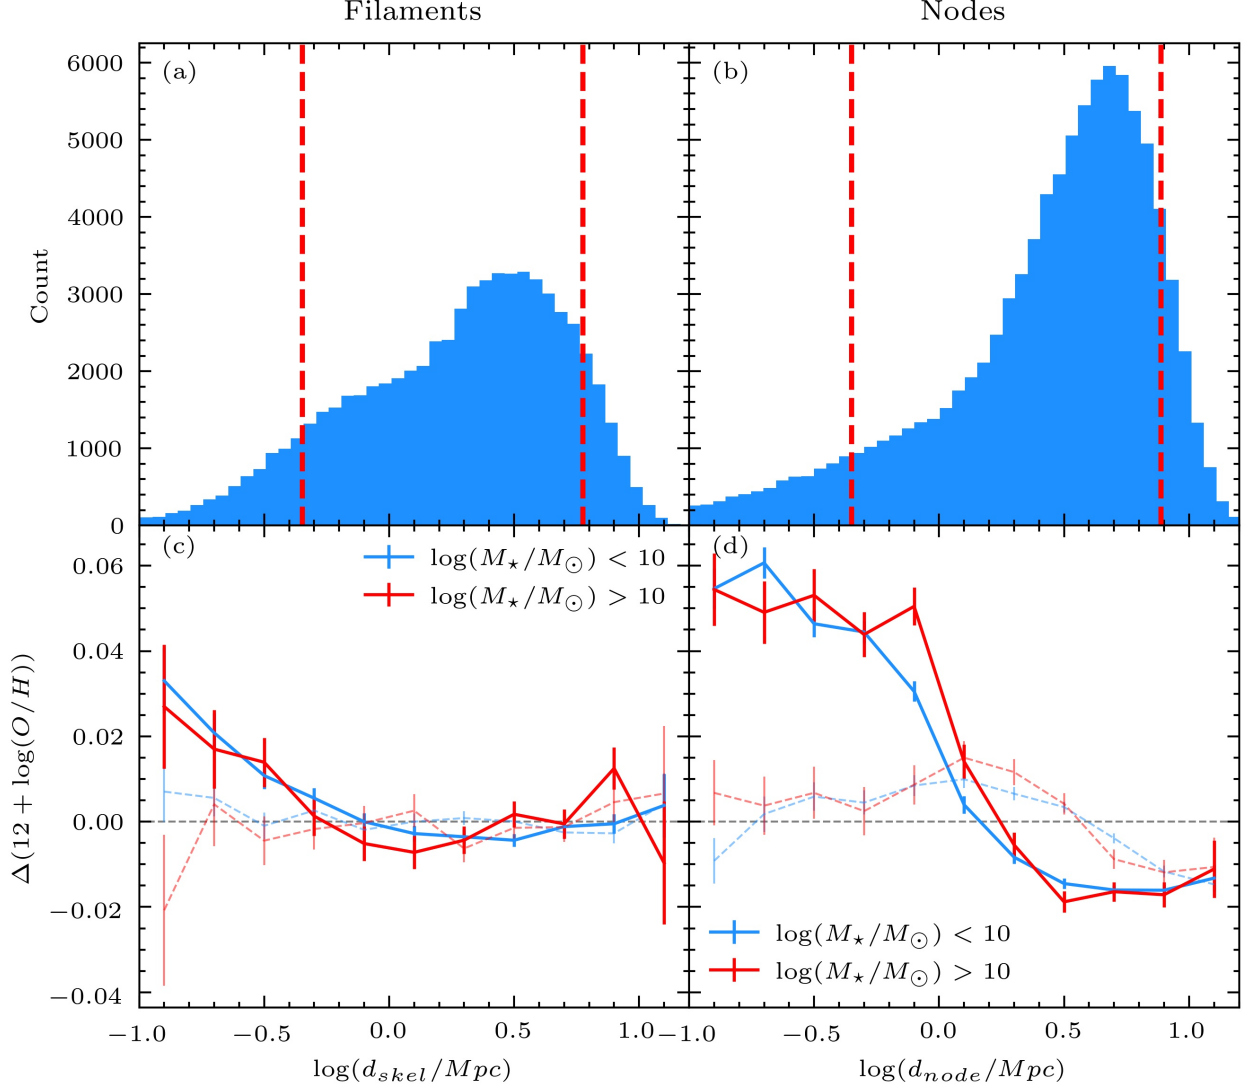 Filaments
Nodes
(a)
(b)
6000
5000
4000
3000
2000
1000
0
Count
(c)
(d)
log(M⋆/M⊙) < 10
log(M⋆/M⊙) > 10
0.06
0.04
0.02
0.00
−0.02
−0.04
Δ(12 + log(O/H))
log(M⋆/M⊙) < 10
log(M⋆/M⊙) > 10
−1.0 −0.5 0.0 0.5 1.0
−1.0 −0.5 0.0 0.5 1.0
log(d_skel/Mpc)
log(d_node/Mpc)